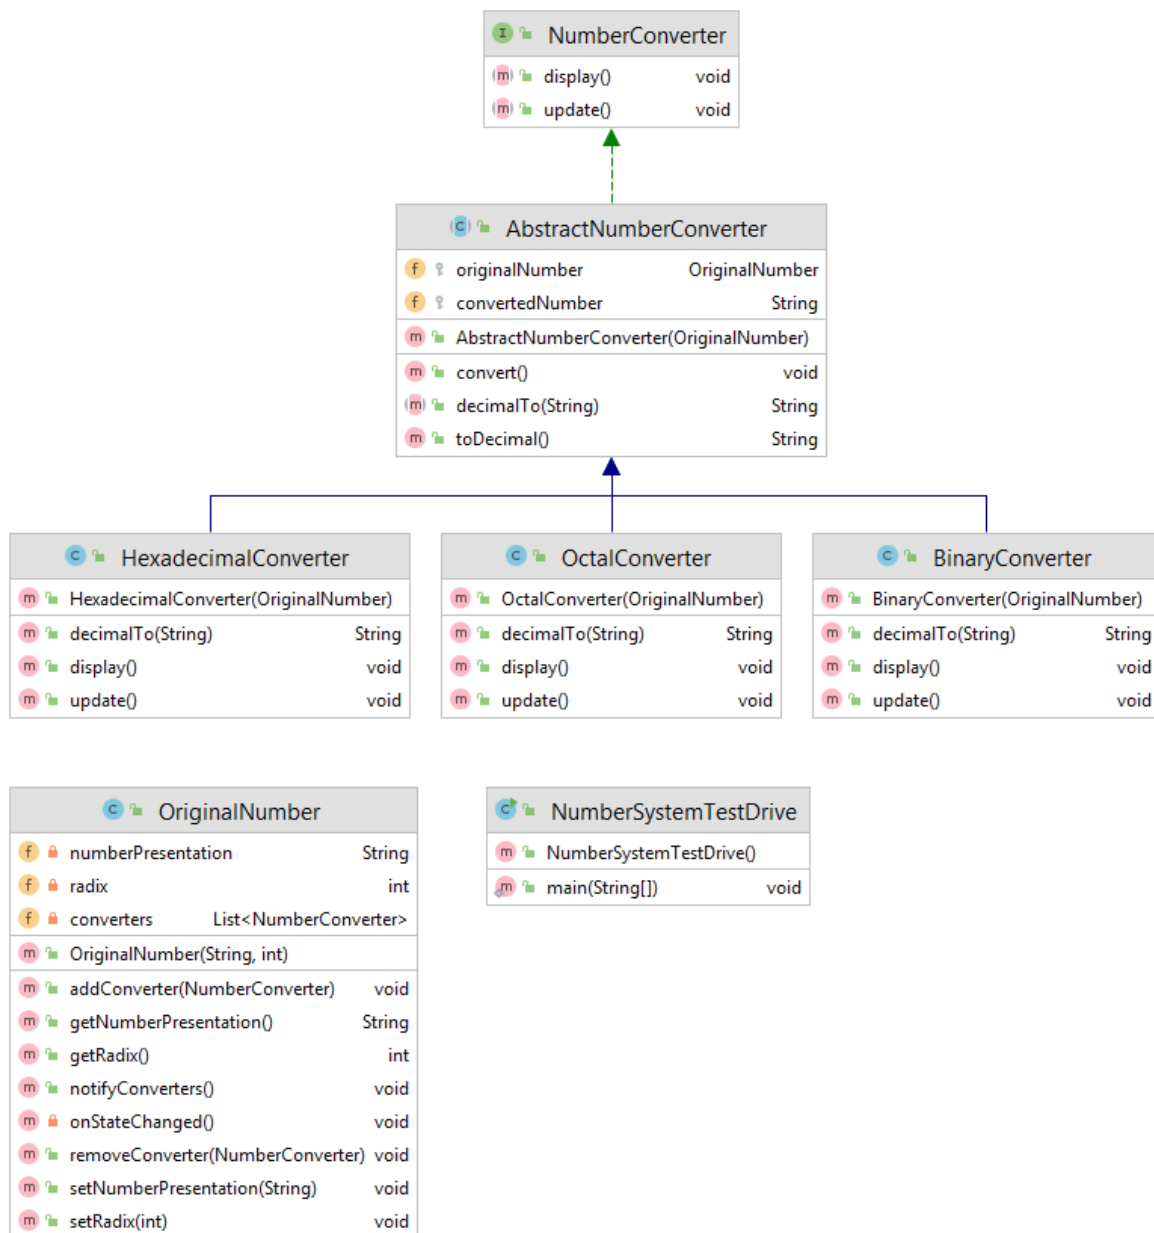 NumberConverter
display() void
update() void
AbstractNumberConverter
originalNumber OriginalNumber
convertedNumber String
AbstractNumberConverter(OriginalNumber)
convert() void
decimalTo(String) String
toDecimal() String
HexadecimalConverter
HexadecimalConverter(OriginalNumber)
decimalTo(String) String
display() void
update() void
OctalConverter
OctalConverter(OriginalNumber)
decimalTo(String) String
display() void
update() void
BinaryConverter
BinaryConverter(OriginalNumber)
decimalTo(String) String
display() void
update() void
OriginalNumber
numberPresentation String
radix int
converters List<NumberConverter>
OriginalNumber(String, int)
addConverter(NumberConverter) void
getNumberPresentation() String
getRadix() int
notifyConverters() void
onStateChanged() void
removeConverter(NumberConverter) void
setNumberPresentation(String) void
setRadix(int) void
NumberSystemTestDrive
NumberSystemTestDrive()
main(String[]) void